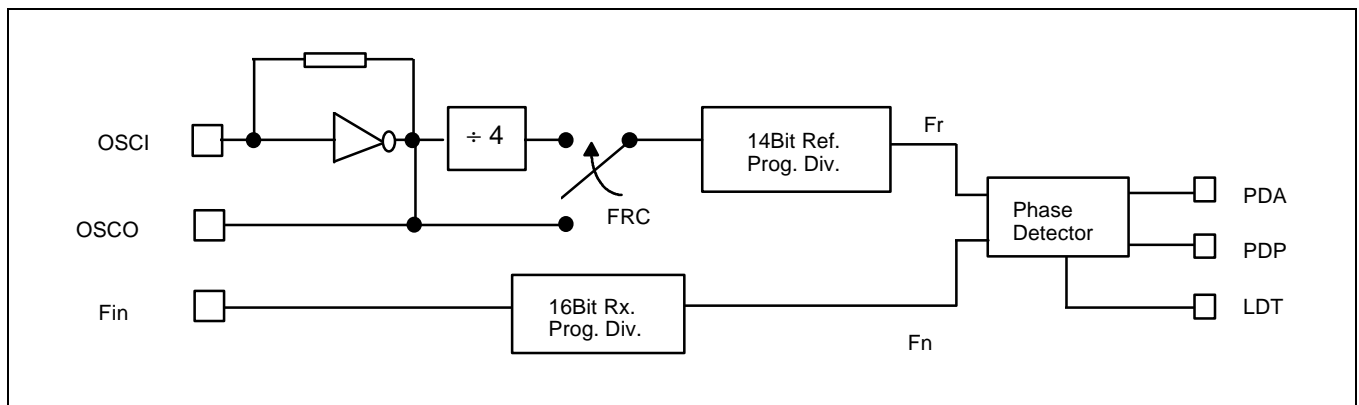 OSCI
÷ 4
14Bit Ref.
Prog. Div.
Fr
OSCO
FRC
Phase
Detector
PDA
PDP
LDT
Fin
16Bit Rx.
Prog. Div.
Fn